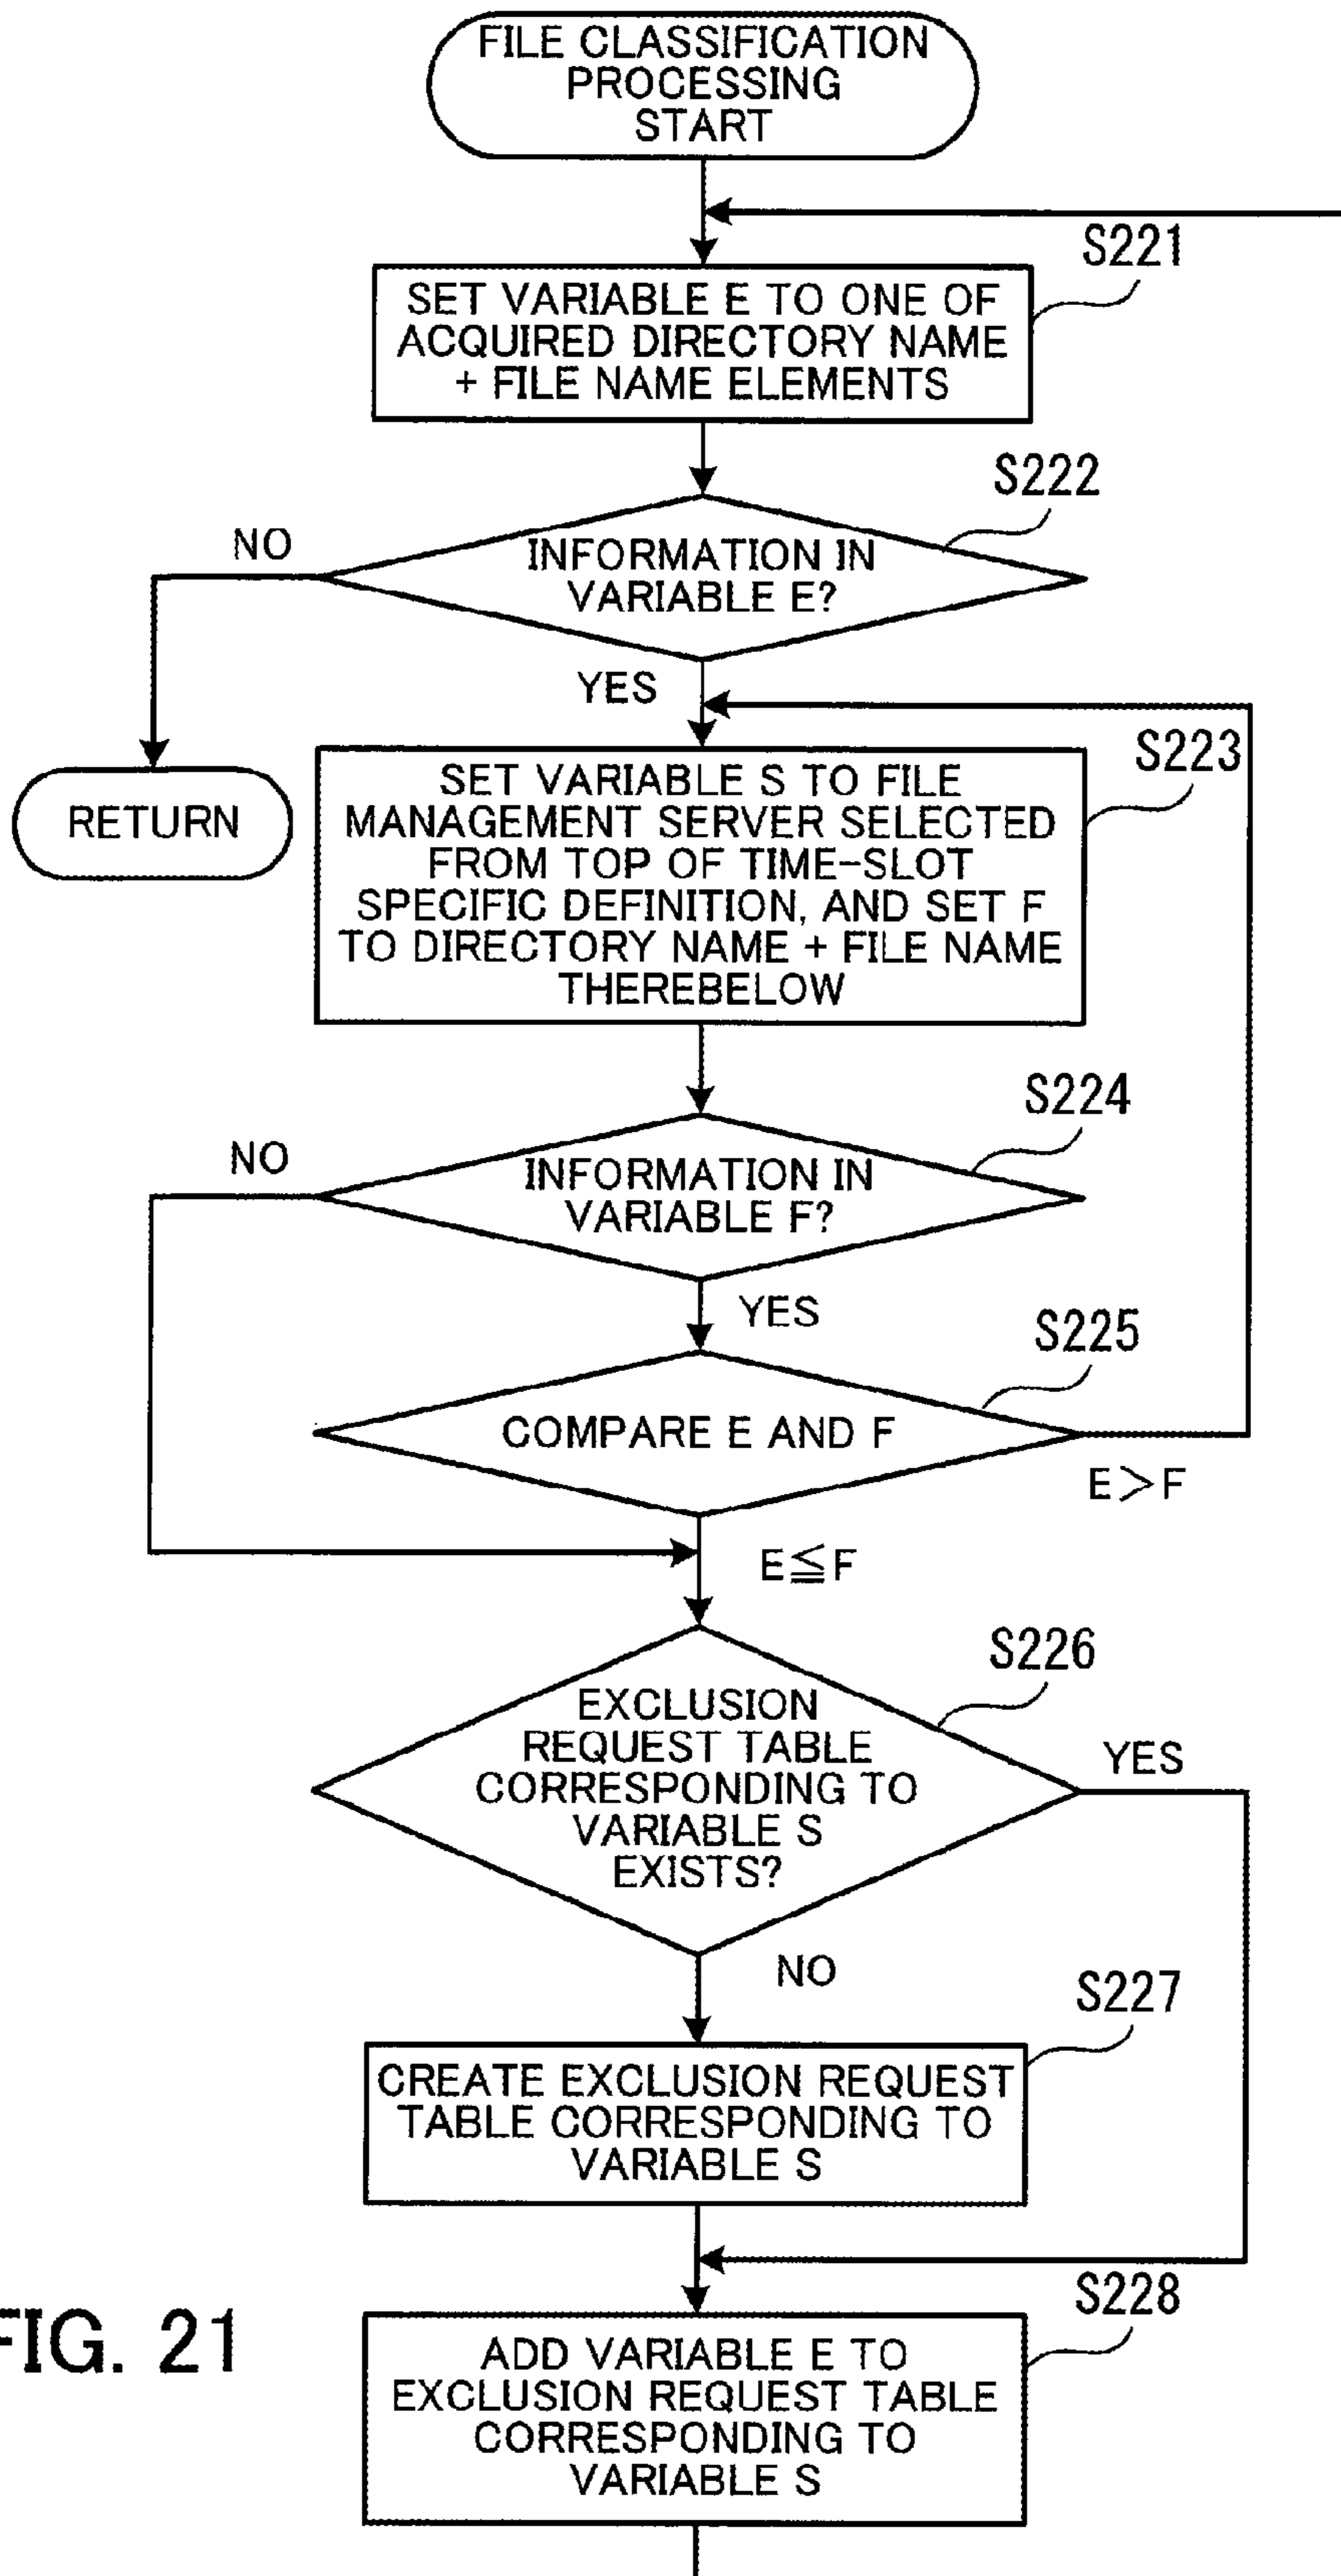 FILE CLASSIFICATION
PROCESSING
START
S221
SET VARIABLE E TO ONE OF
ACQUIRED DIRECTORY NAME
+ FILE NAME ELEMENTS
S222
NO
INFORMATION IN
VARIABLE E?
YES
S223
RETURN
SET VARIABLE S TO FILE
MANAGEMENT SERVER SELECTED
FROM TOP OF TIME-SLOT
SPECIFIC DEFINITION, AND SET F
TO DIRECTORY NAME + FILE NAME
THEREBELOW
S224
NO
INFORMATION IN
VARIABLE F?
YES
S225
COMPARE E AND F
E>F
E≦F
S226
EXCLUSION
REQUEST TABLE
CORRESPONDING TO
VARIABLE S
EXISTS?
YES
NO
S227
CREATE EXCLUSION REQUEST
TABLE CORRESPONDING TO
VARIABLE S
S228
FIG. 21
ADD VARIABLE E TO
EXCLUSION REQUEST TABLE
CORRESPONDING TO
VARIABLE S